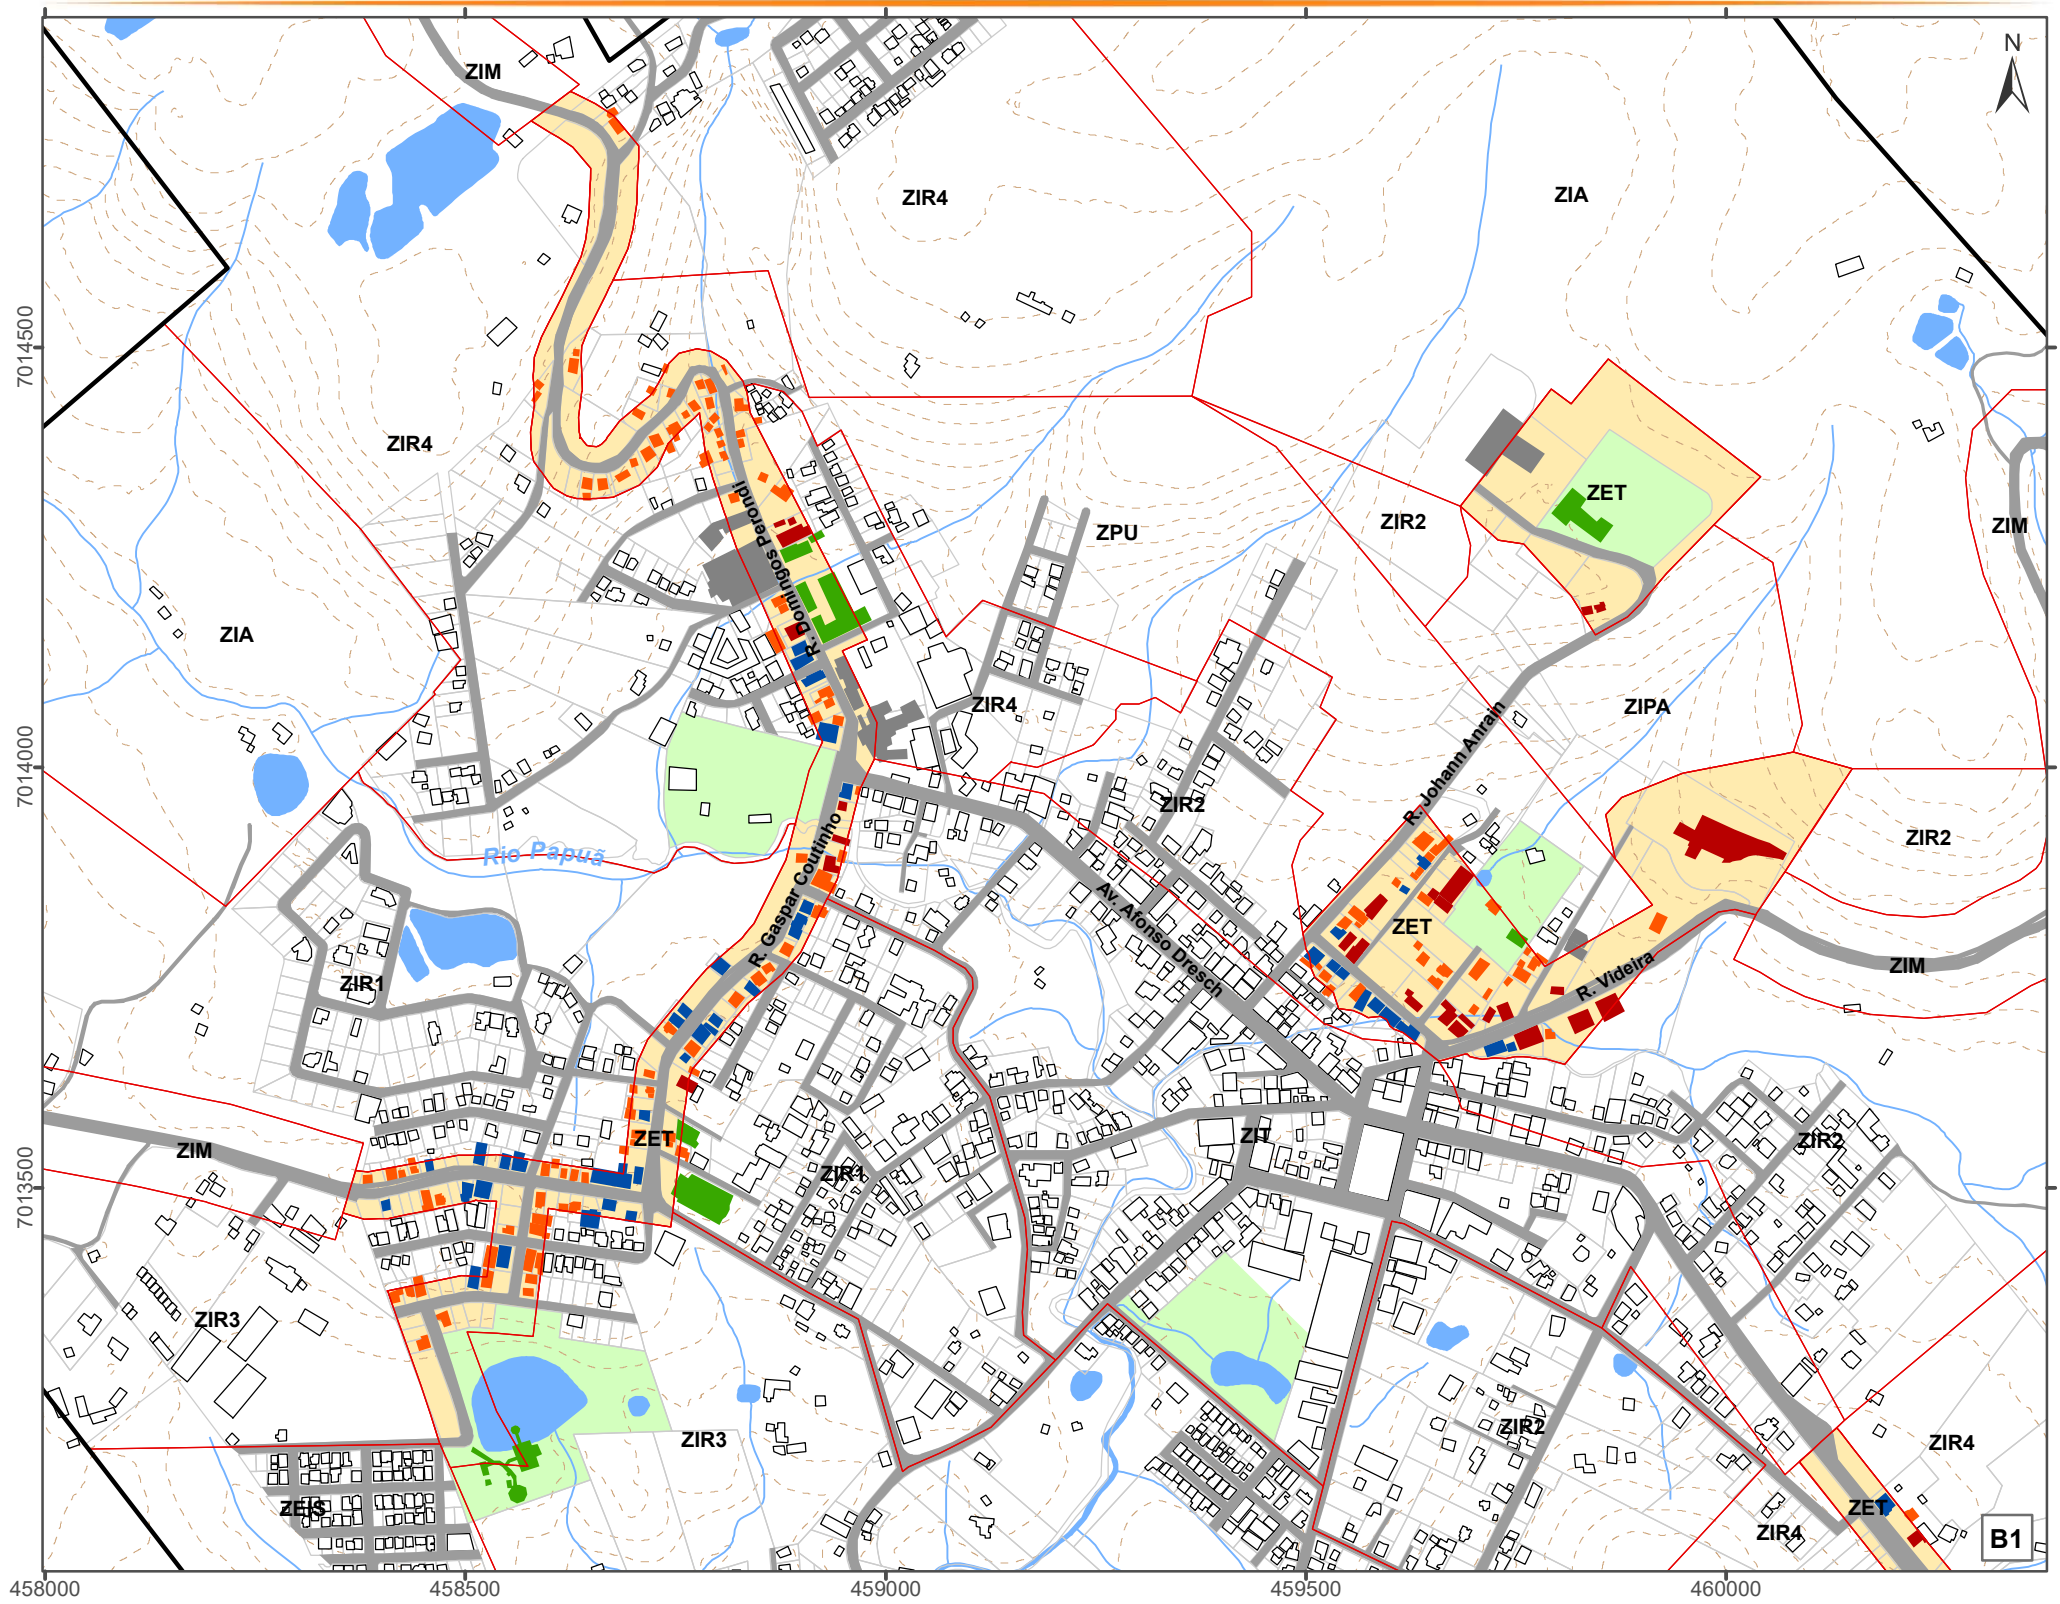 N
ZIM
ZIR4
ZIA
7014500
ZIR4
ZET
ZIR2
ZIM
ZPU
R. Domingos Perondi
ZIA
ZIR4
ZIPA
7014000
R. Johann Anrain
ZIR2
ZIR2
Rio Papuã
R. Gaspar Coutinho
Av. Afonso Dresch
ZET
ZIM
R. Videira
ZIR1
ZIM
ZET
ZIT
ZIR2
ZIR1
7013500
ZIR3
ZIR3
ZIR2
ZIR4
ZEIS
ZET
ZIR4
B1
458000
458500
459000
459500
460000